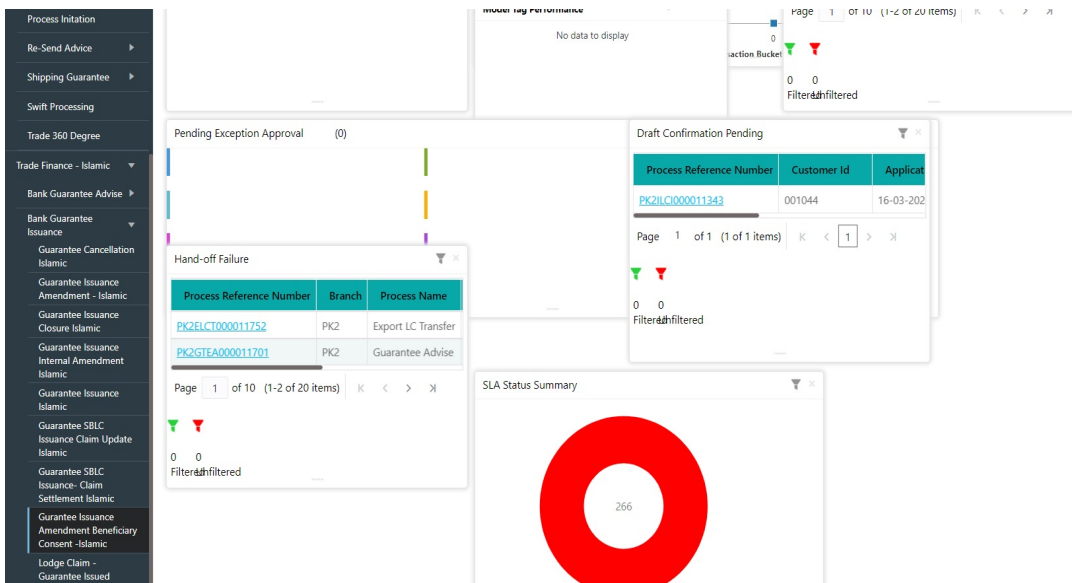 Process Initation
Re-Send Advice
Shipping Guarantee
Swift Processing
Trade 360 Degree
Trade Finance - Islamic
Bank Guarantee Advise
Bank Guarantee
Issuance
Guarantee Cancellation
Islamic
Guarantee Issuance
Amendment - Islamic
Guarantee Issuance
Closure Islamic
Guarantee Issuance
Internal Amendment
Islamic
Guarantee Issuance
Islamic
Guarantee SBLC
Issuance Claim Update
Islamic
Guarantee SBLC
Issuance- Claim
Settlement Islamic
Gurantee Issuance
Amendment Beneficiary
Consent -Islamic
Lodge Claim -
Guarantee Issued
Model Tag Performance
No data to display
0
saction Bucket
Page 1 of 10 (1-2 of 20 items)
0 0
Filtered Unfiltered
Pending Exception Approval (0)
Draft Confirmation Pending
Process Reference Number Customer Id Applicat
PK2ILCI000011343 001044 16-03-202
Page 1 of 1 (1 of 1 items) 1
0 0
Filtered Unfiltered
Hand-off Failure
Process Reference Number Branch Process Name
PK2ELCT000011752 PK2 Export LC Transfer
PK2GTEA000011701 PK2 Guarantee Advise
Page 1 of 10 (1-2 of 20 items)
0 0
Filtered Unfiltered
SLA Status Summary
266